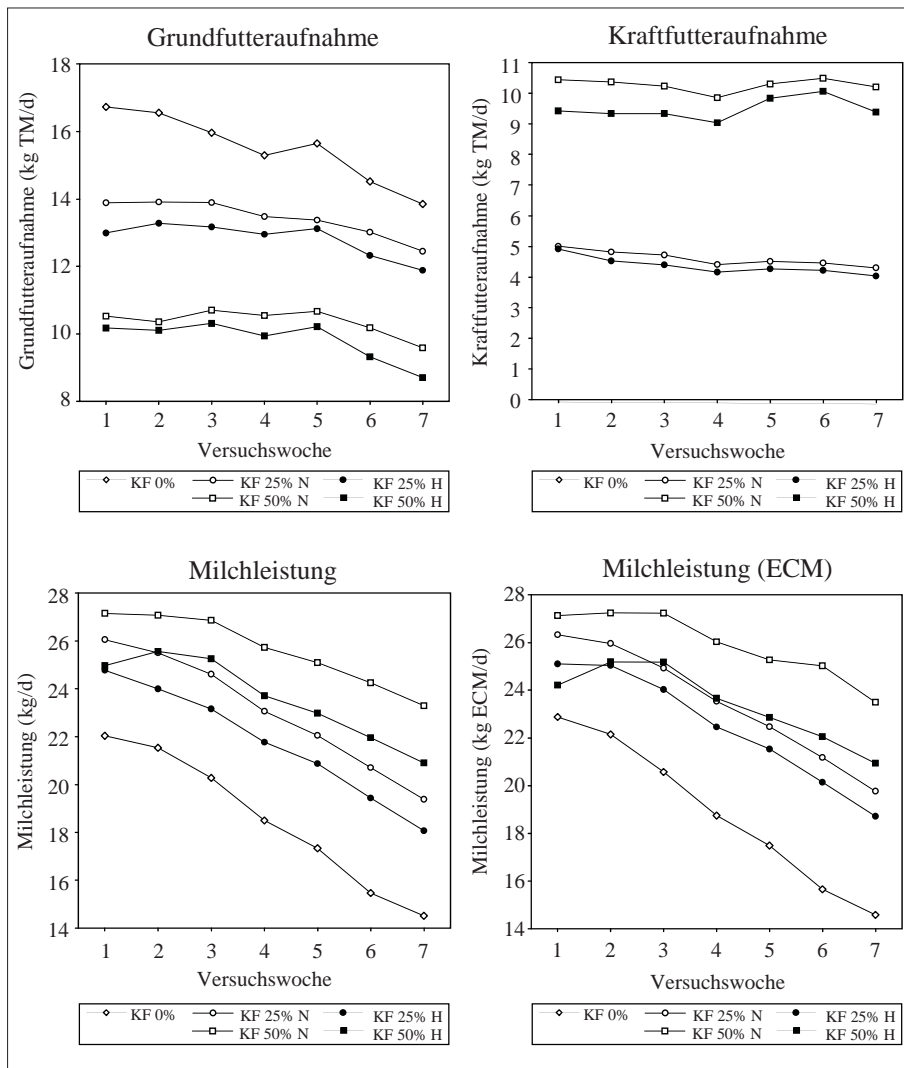 Grundfutteraufnahme
Grundfutteraufnahme (kg TM/d)
18
16
14
12
10
8
1 2 3 4 5 6 7
Versuchswoche
KF 0% KF 25% N KF 25% H
KF 50% N KF 50% H
Kraftfutteraufnahme
Kraftfutteraufnahme (kg TM/d)
11
10
9
8
7
6
5
4
3
2
1
0
1 2 3 4 5 6 7
Versuchswoche
KF 0% KF 25% N KF 25% H
KF 50% N KF 50% H
Milchleistung
Milchleistung (kg/d)
28
26
24
22
20
18
16
14
1 2 3 4 5 6 7
Versuchswoche
KF 0% KF 25% N KF 25% H
KF 50% N KF 50% H
Milchleistung (ECM)
Milchleistung (kg ECM/d)
28
26
24
22
20
18
16
14
1 2 3 4 5 6 7
Versuchswoche
KF 0% KF 25% N KF 25% H
KF 50% N KF 50% H